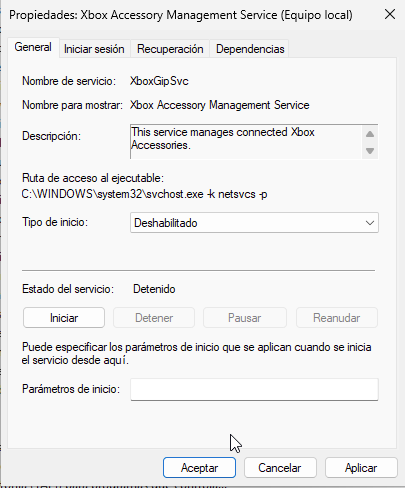 Propiedades: Xbox Accessory Management Service (Equipo local)
General Iniciar sesión Recuperación Dependencias
Nombre de servicio: XboxGipSvc
Nombre para mostrar: Xbox Accessory Management Service
Descripción: This service manages connected Xbox
Accessories.
Ruta de acceso al ejecutable:
C:\WINDOWS\system32\svchost.exe -k netsvcs -p
Tipo de inicio: Deshabilitado
Estado del servicio: Detenido
Iniciar Detener Pausar Reanudar
Puede especificar los parámetros de inicio que se aplican cuando se inicia
el servicio desde aquí.
Parámetros de inicio:
Aceptar Cancelar Aplicar